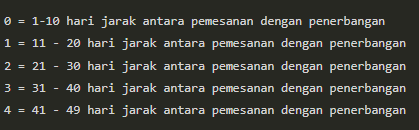 0 = 1-10 hari jarak antara pemesanan dengan penerbangan
1 = 11 - 20 hari jarak antara pemesanan dengan penerbangan
2 = 21 - 30 hari jarak antara pemesanan dengan penerbangan
3 = 31 - 40 hari jarak antara pemesanan dengan penerbangan
4 = 41 - 49 hari jarak antara pemesanan dengan penerbangan